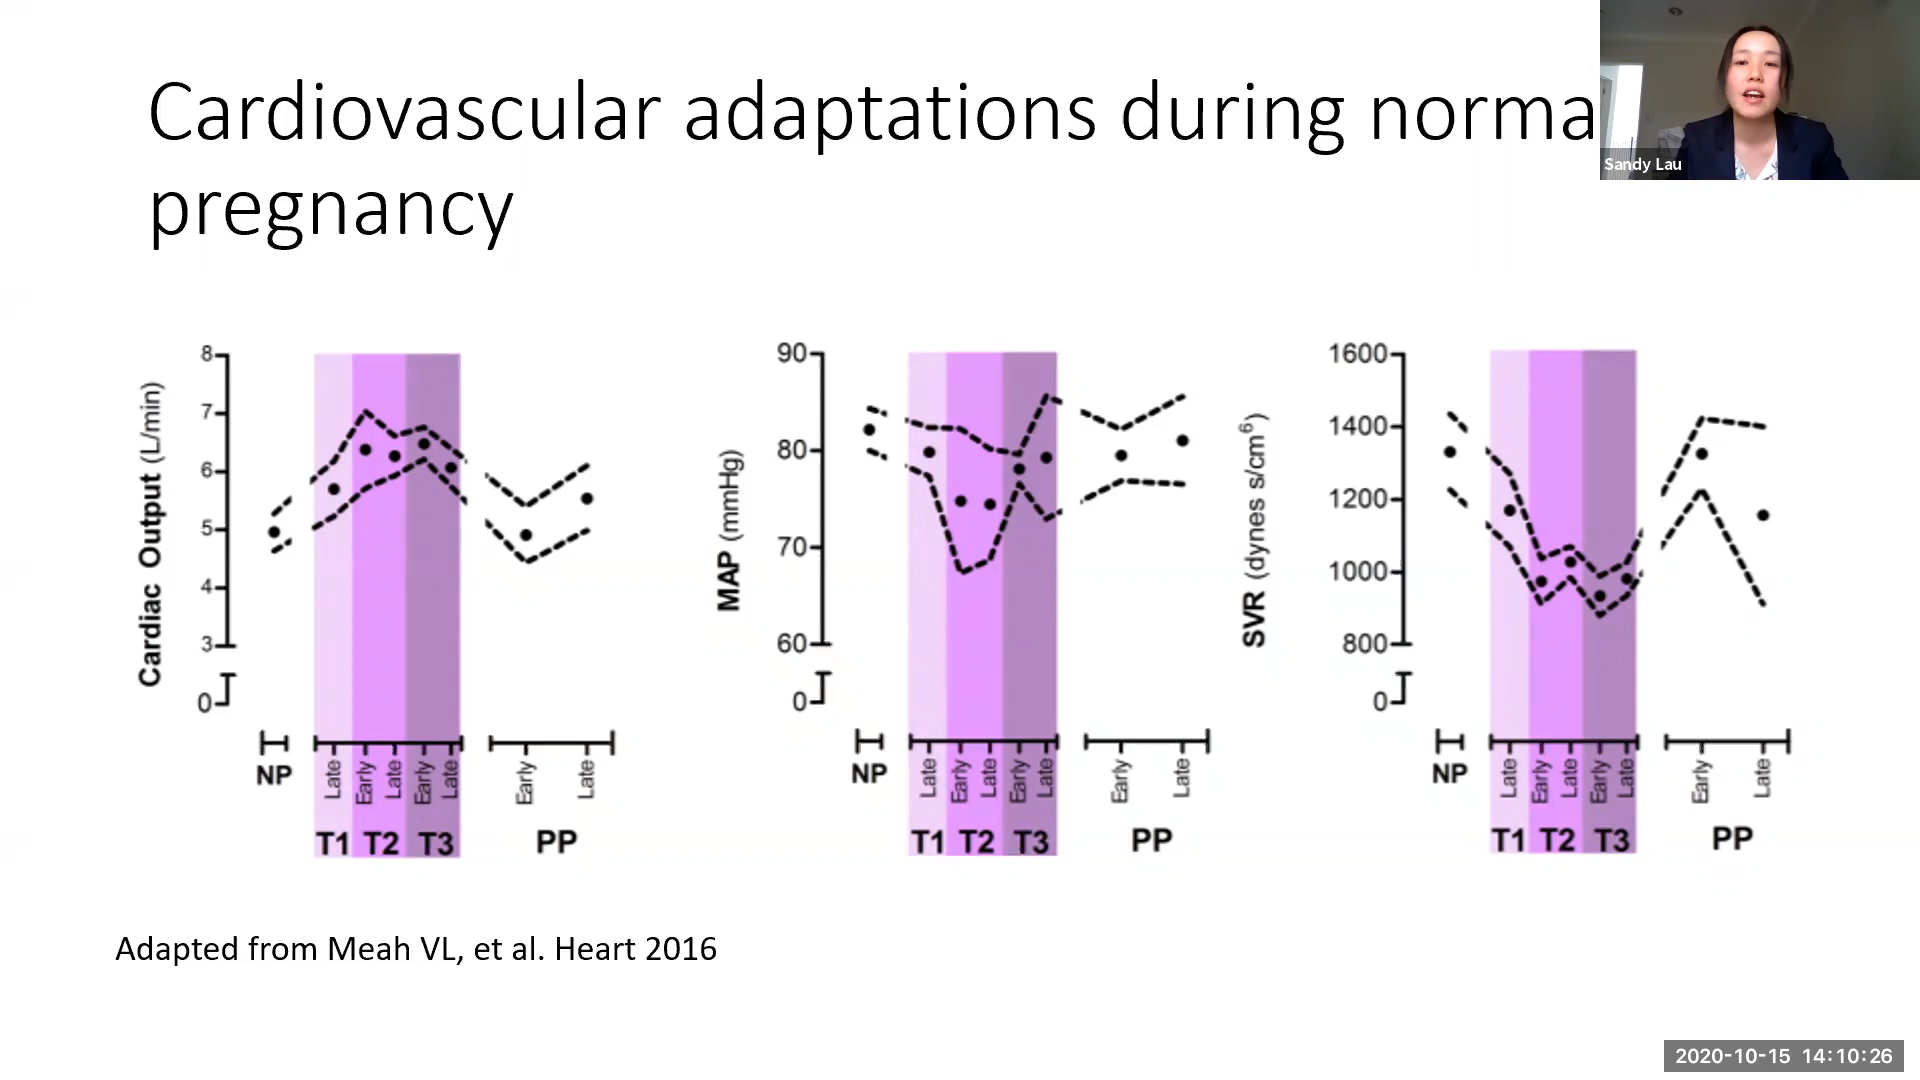 Cardiovascular adaptations during norma
pregnancy
Sandy Lau
Cardiac Output (L/min)
8
7
6
5
4
3
0
NP
Late
Early
Late
Early
Late
Early
Late
T1 T2 T3 PP
MAP (mmHg)
90
80
70
60
0
NP
Late
Early
Late
Early
Late
Early
Late
T1 T2 T3 PP
SVR (dynes s/cm⁶)
1600
1400
1200
1000
800
0
NP
Late
Early
Late
Early
Late
Early
Late
T1 T2 T3 PP
Adapted from Meah VL, et al. Heart 2016
2020-10-15 14:10:26